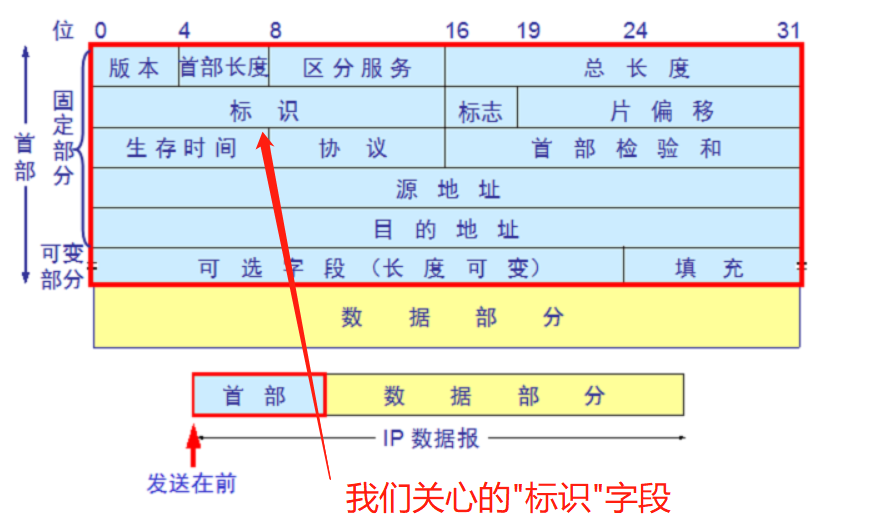 位 0 4 8 16 19 24 31
版本 首部长度 区分服务 总长度
标识 标志 片偏移
生存时间 协议 首部检验和
源地址
目的地址
可选字段（长度可变） 填充
首部
固定部分
可变部分
数据部分
首部 数据部分
IP 数据报
发送在前
我们关心的"标识"字段